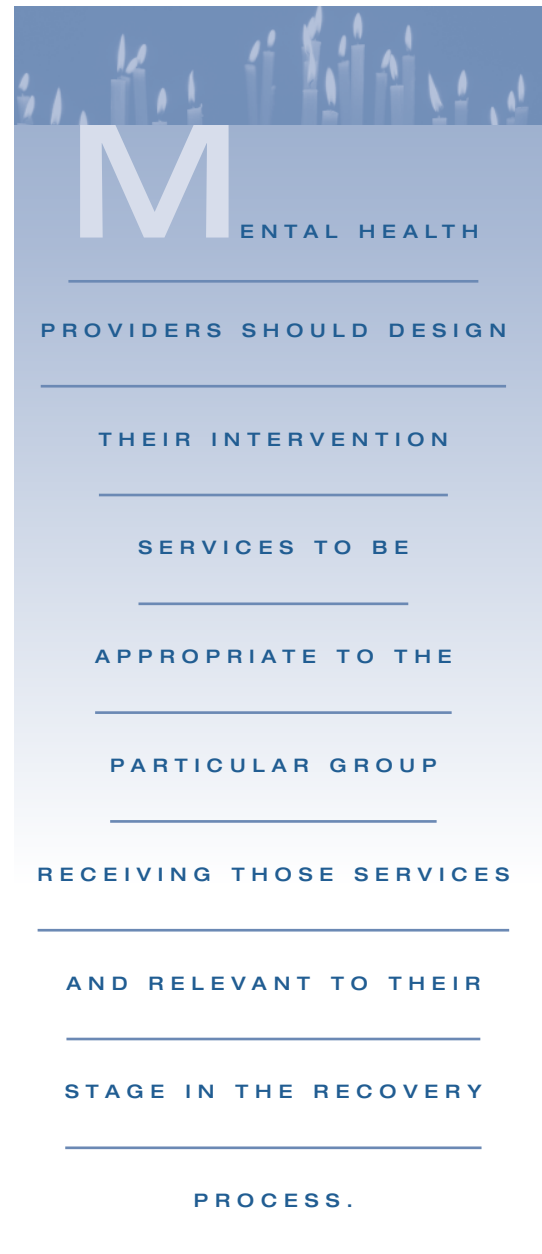 MENTAL HEALTH
PROVIDERS SHOULD DESIGN
THEIR INTERVENTION
SERVICES TO BE
APPROPRIATE TO THE
PARTICULAR GROUP
RECEIVING THOSE SERVICES
AND RELEVANT TO THEIR
STAGE IN THE RECOVERY
PROCESS.